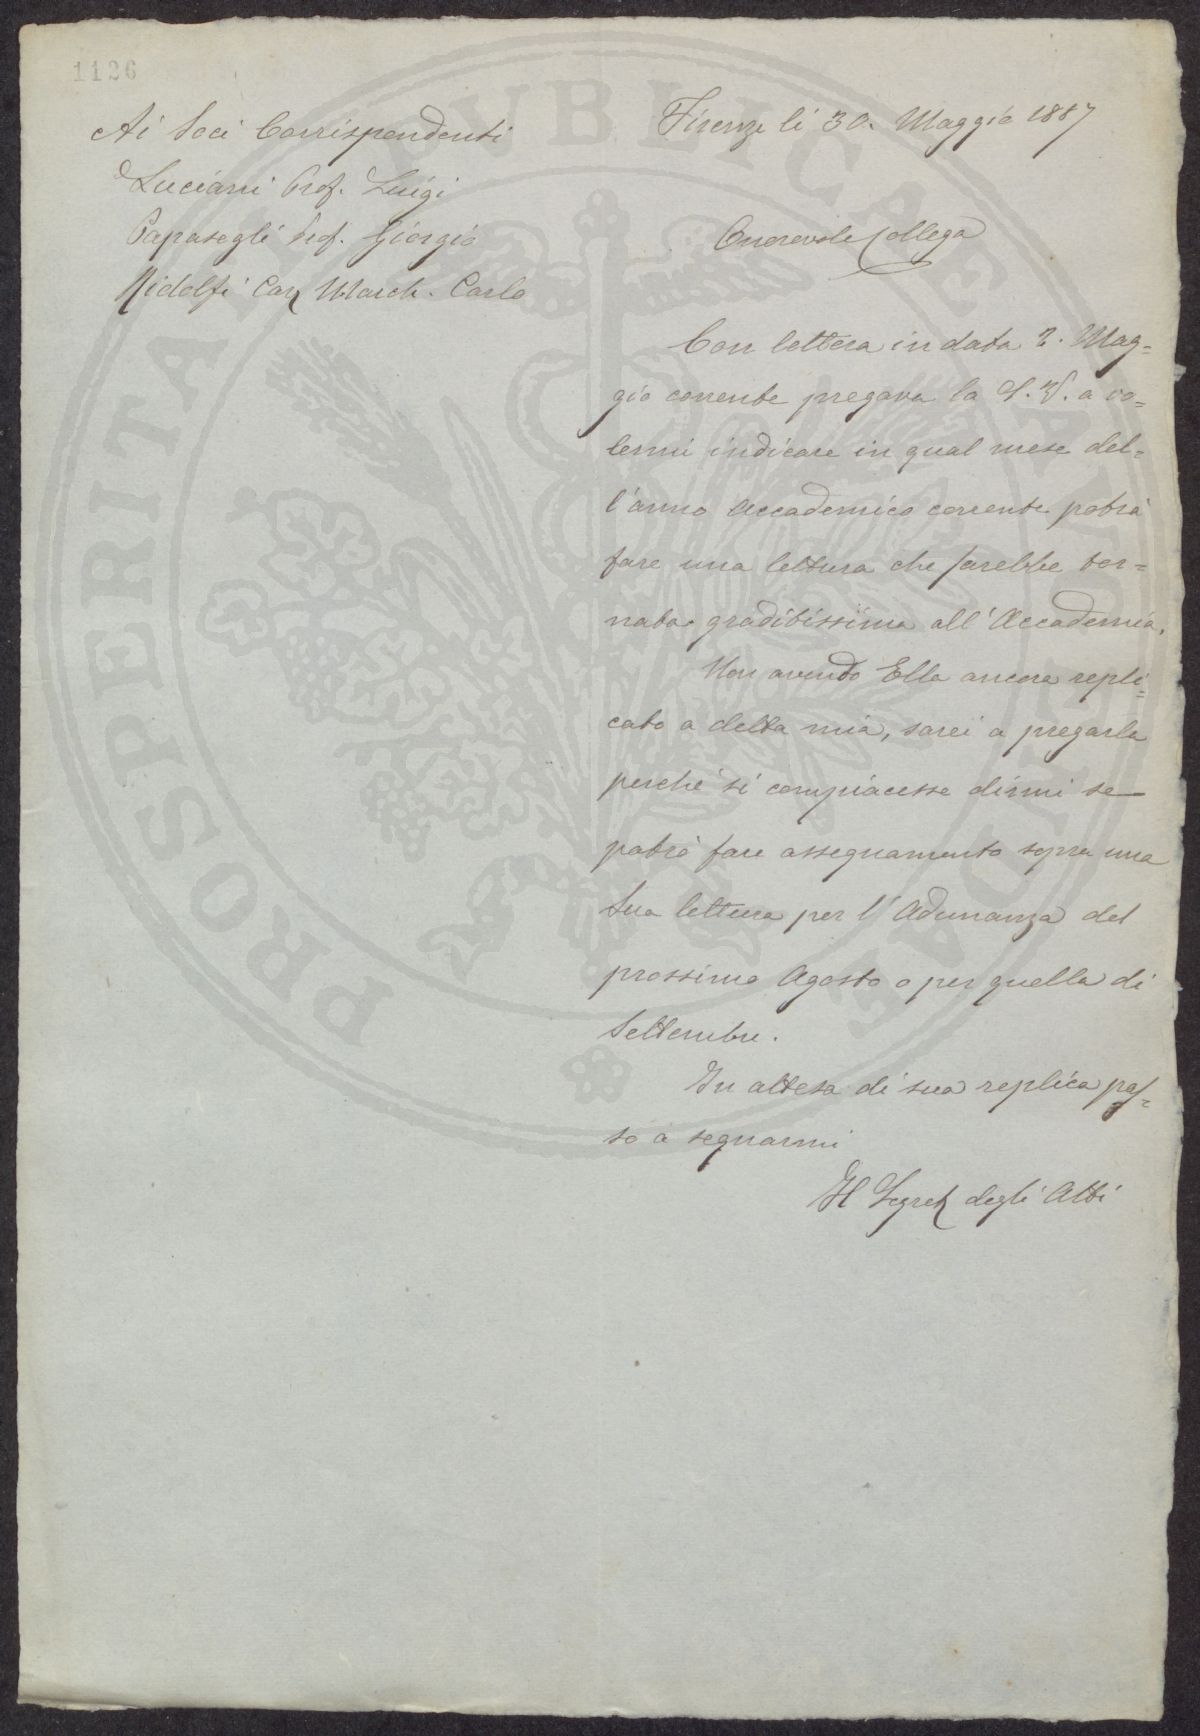 1126
Ai Soci Corrispondenti
Luciani Prof. Luigi
Papasogli Prof. Giorgio
Ridolfi Cav March. Carlo
Firenze li 30. Maggio 1887
Onorevole Collega
Con lettera in data 2. Mag=
gio corrente pregava la S. V. a vo=
lermi indicare in qual mese del=
l'anno Accademico corrente potrà
fare una lettura che sarebbe tor=
nata gradibissima all'Accademia.
Non avendo Ella ancora repli=
cato a detta mia, sarei a pregarla
perchè si compiacesse dirmi se
potrò fare assegnamento sopra una
Sua lettura per l'Adunanza del
prossimo Agosto o per quella di
Settembre.
In attesa di sua replica pas=
so a segnarmi
Il Segret degli Atti
PROSPERITATI PVBLICAE AVGENDAE